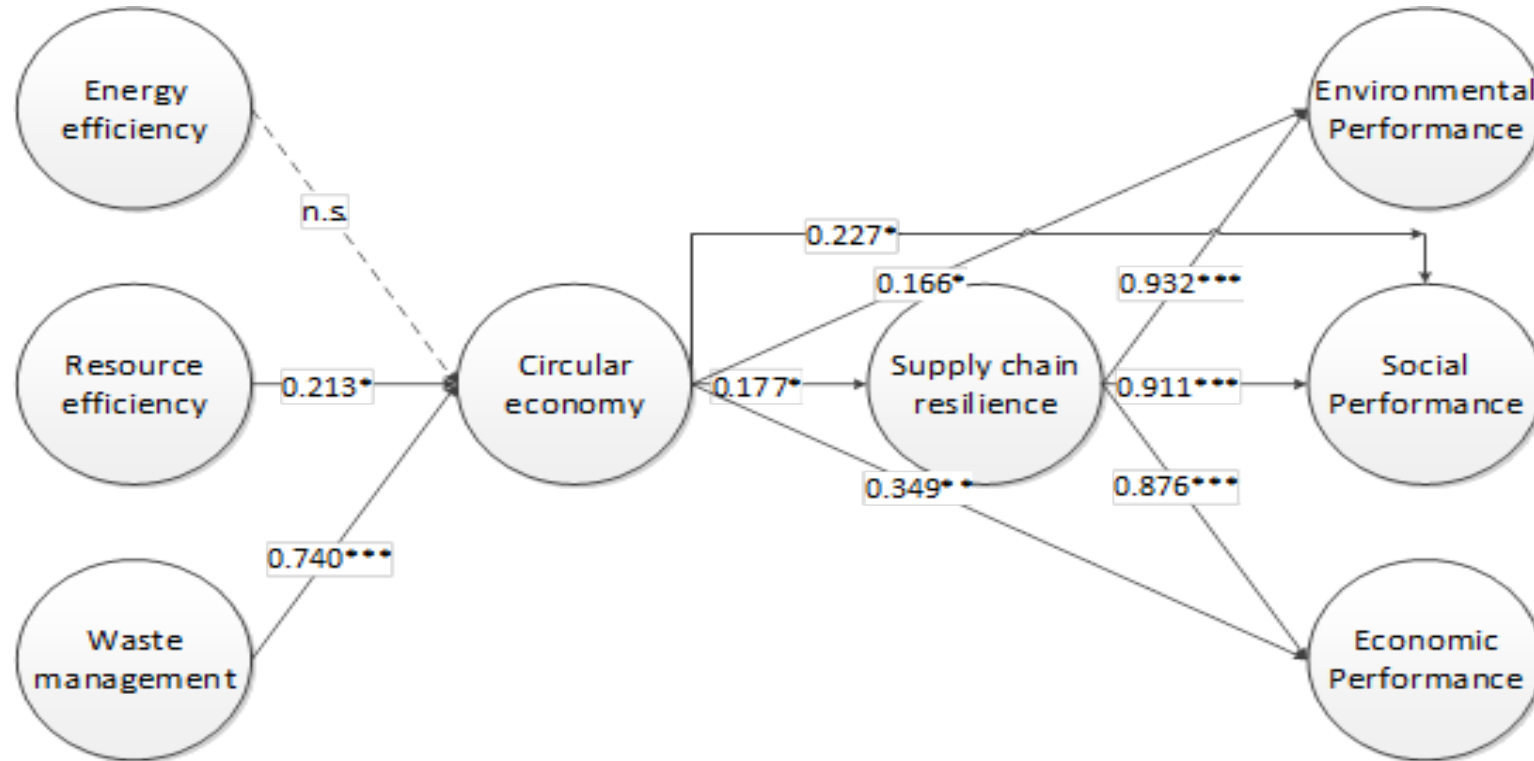 Energy
efficiency
Environmental
Performance
n.s.
0.227*
0.166*
0.932***
Resource
efficiency
0.213*
Circular
economy
0.177*
Supply chain
resilience
0.911***
Social
Performance
0.349**
0.876***
0.740***
Waste
management
Economic
Performance